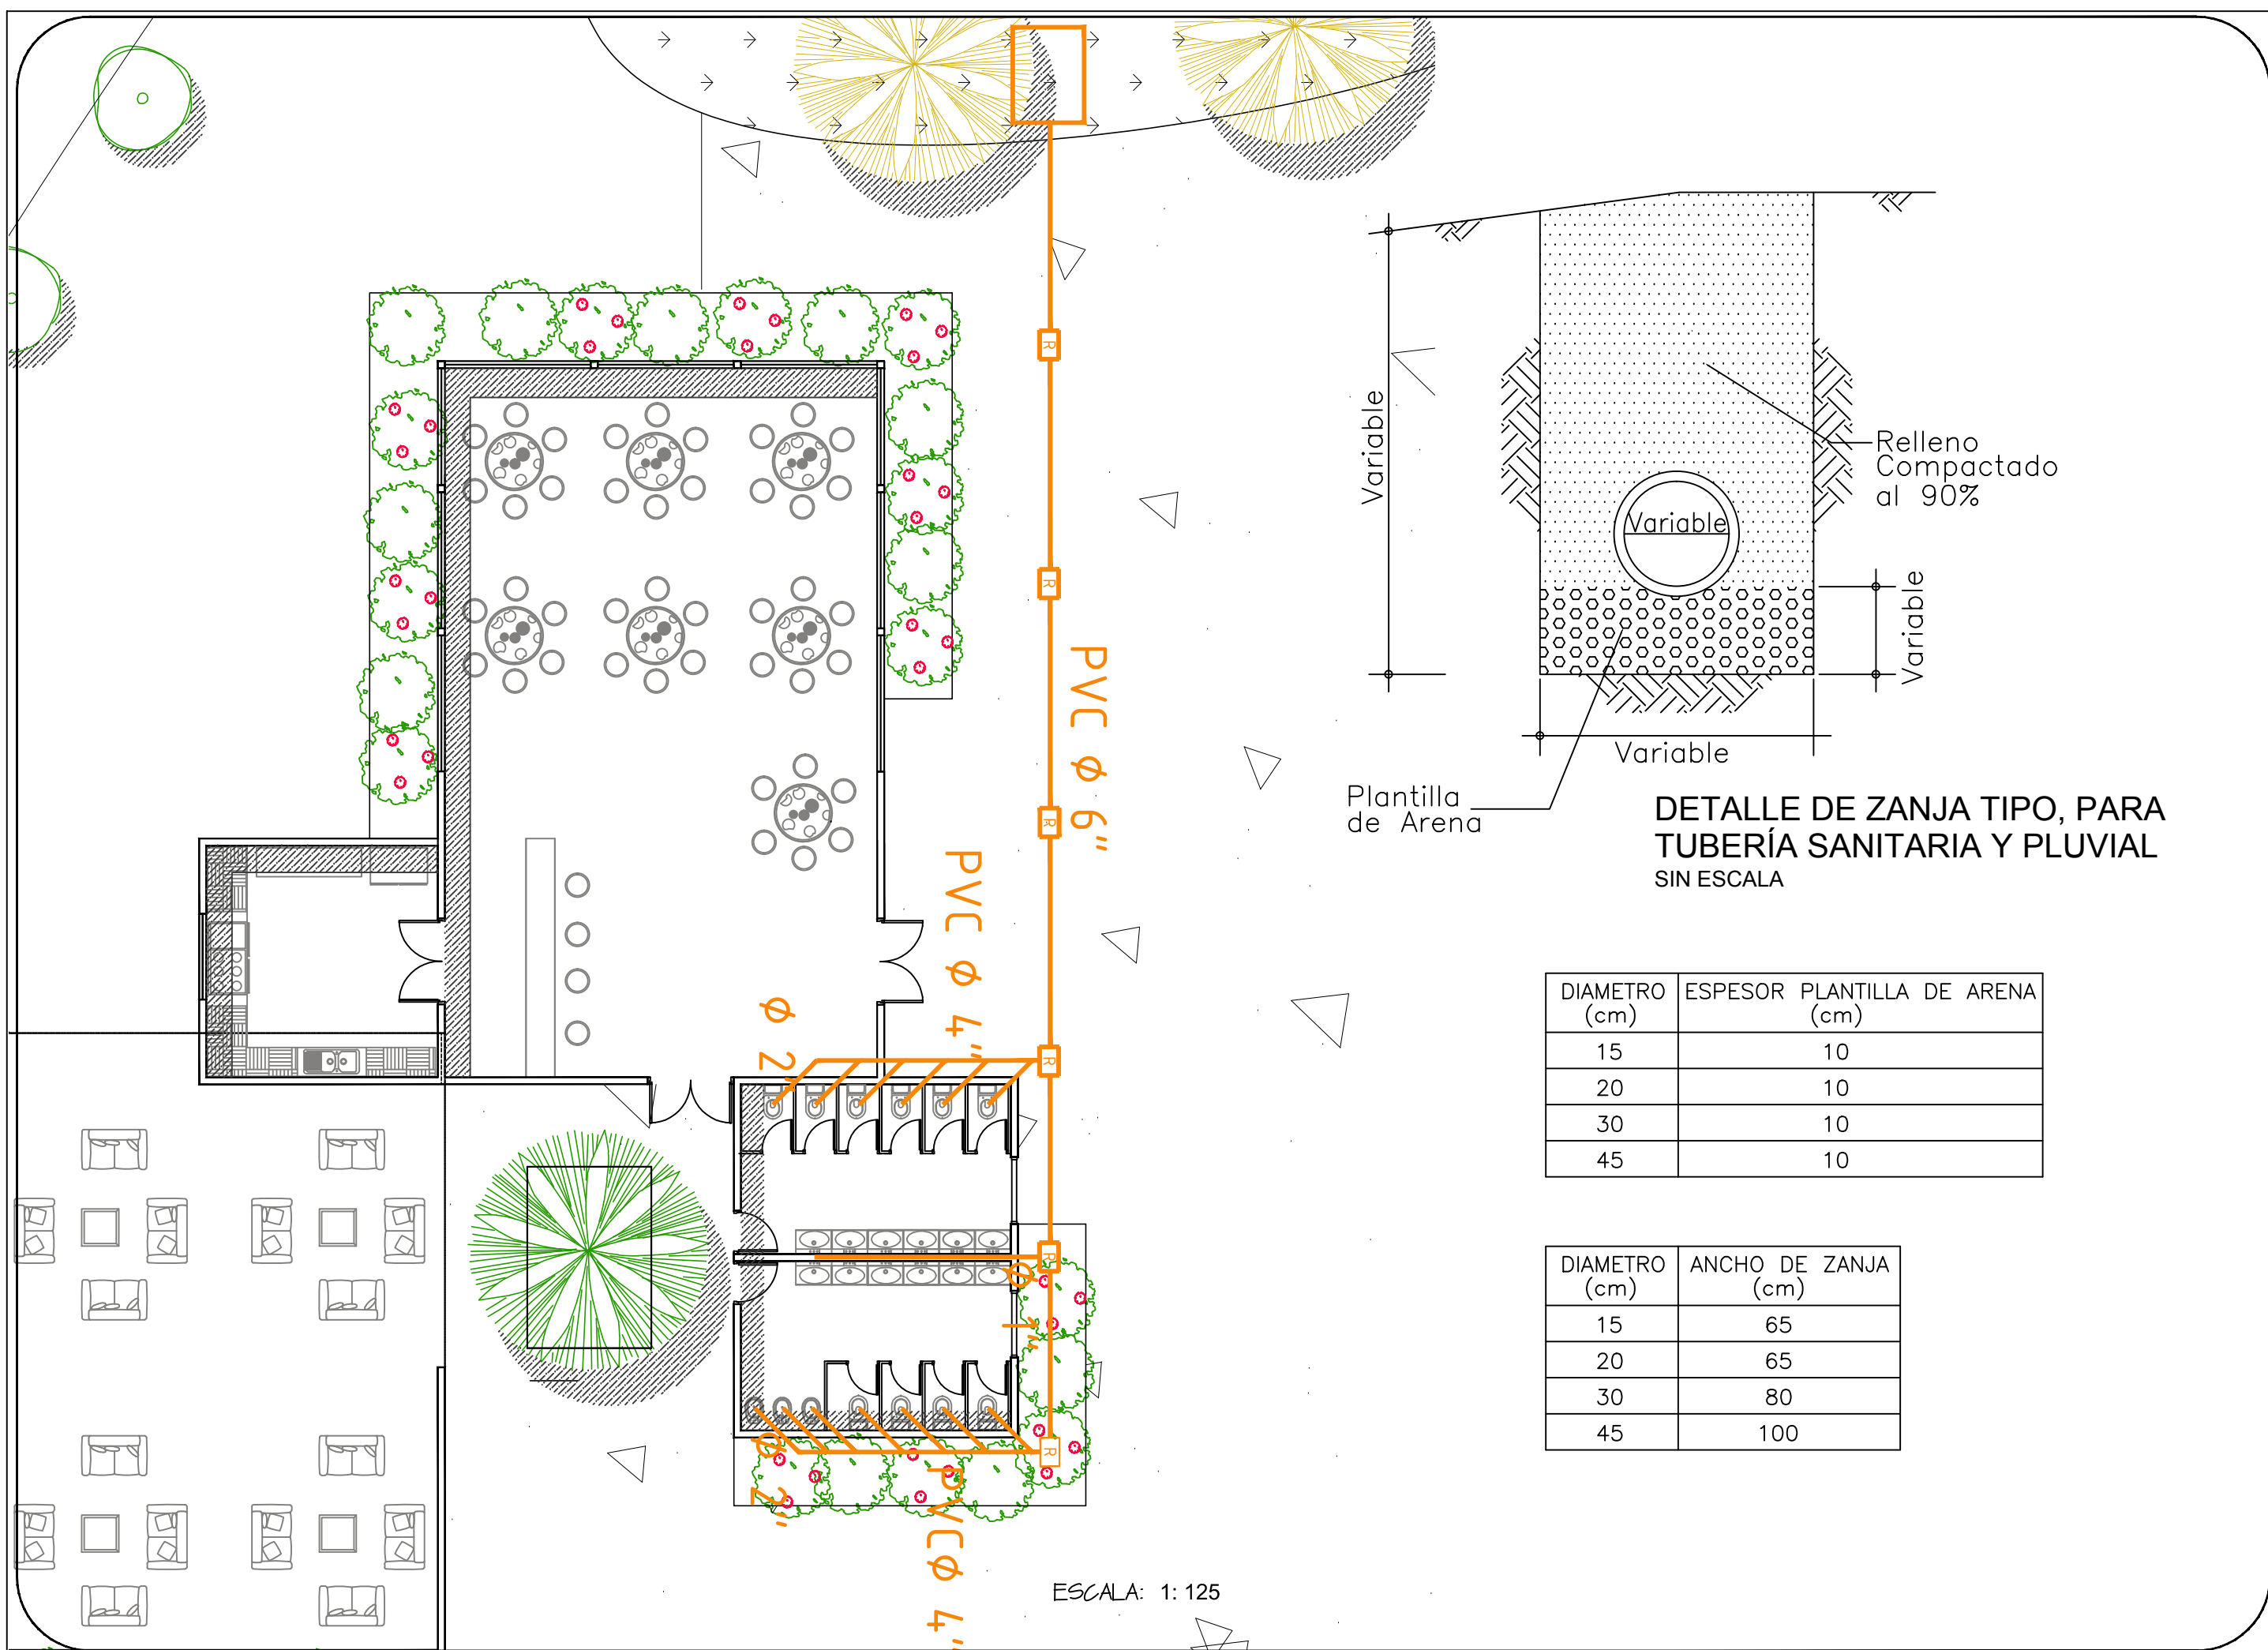 R
R
PVC ø 6"
R
PVC ø 4"
ø 2"
R
R
ø 1"
R
ø 2"
PVCø 4"
ESCALA: 1: 125
Variable
Variable
Relleno
Compactado
al 90%
Variable
Variable
Plantilla
de Arena
DETALLE DE ZANJA TIPO, PARA
TUBERÍA SANITARIA Y PLUVIAL
SIN ESCALA
DIAMETRO (cm) ESPESOR PLANTILLA DE ARENA (cm)
15 10
20 10
30 10
45 10
DIAMETRO (cm) ANCHO DE ZANJA (cm)
15 65
20 65
30 80
45 100